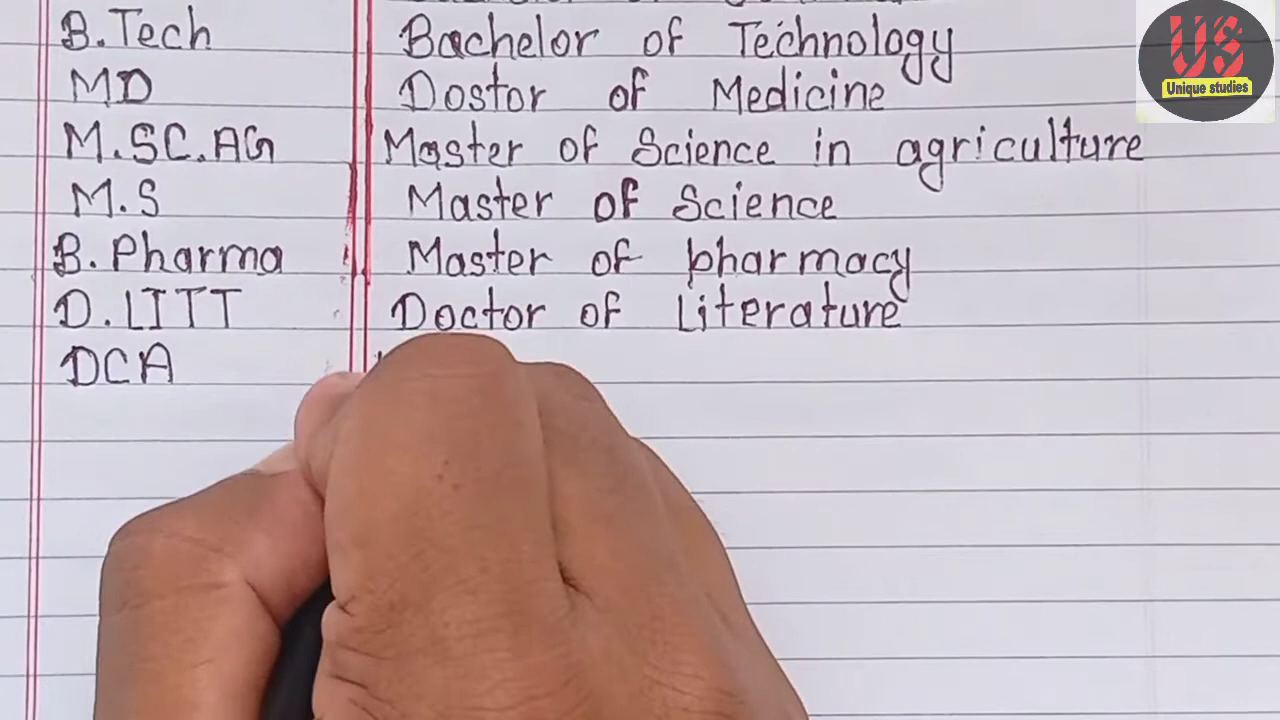 B.Tech Bachelor of Technology
MD Dostor of Medicine
M.SC.AG Master of Science in agriculture
M.S Master of Science
B.Pharma Master of pharmacy
D.LITT Doctor of Literature
DCA
US
Unique studies